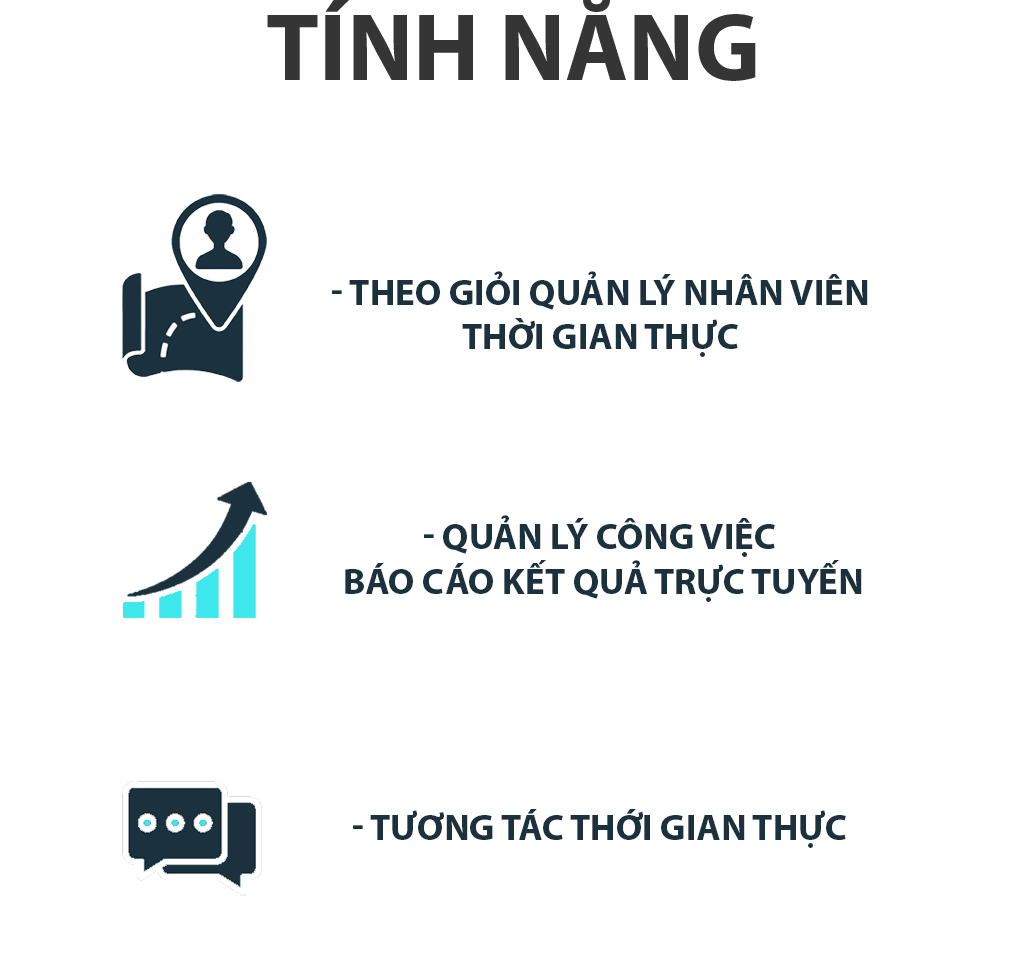 TÍNH NĂNG
- THEO GIỎI QUẢN LÝ NHÂN VIÊN
THỜI GIAN THỰC
- QUẢN LÝ CÔNG VIỆC
BÁO CÁO KẾT QUẢ TRỰC TUYẾN
- TƯƠNG TÁC THỚI GIAN THỰC